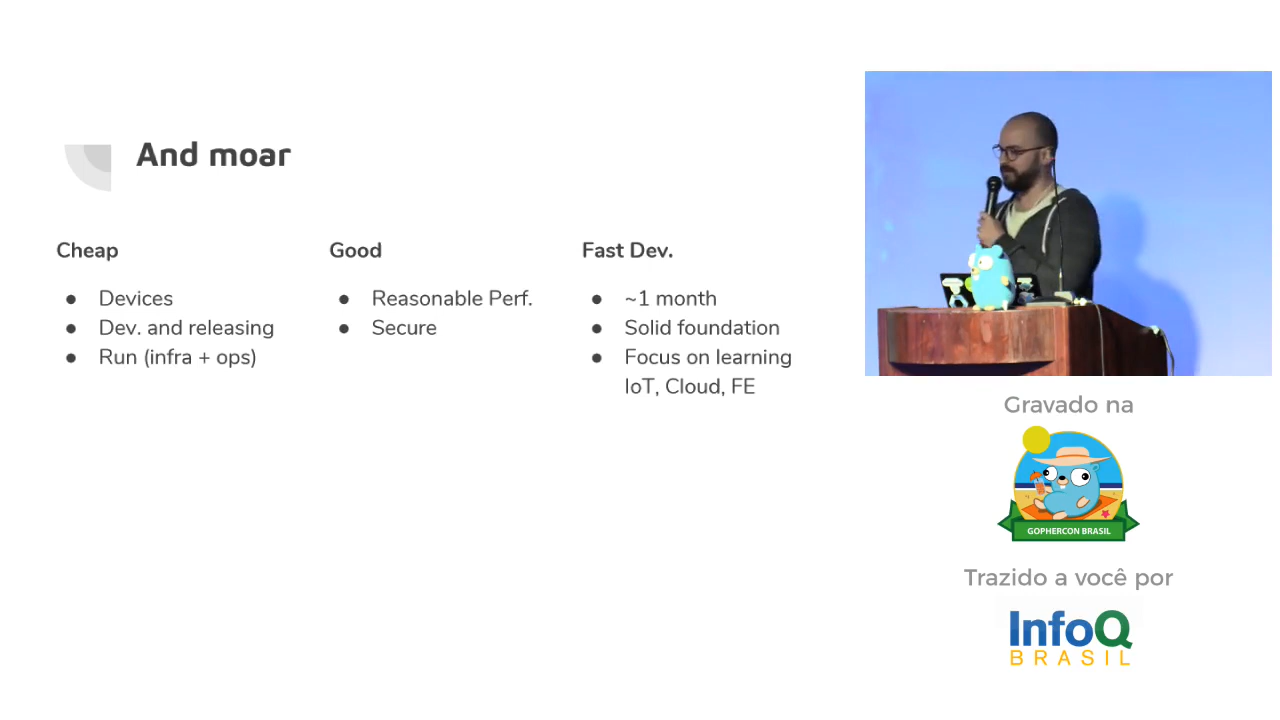 And moar
Cheap
● Devices
● Dev. and releasing
● Run (infra + ops)
Good
● Reasonable Perf.
● Secure
Fast Dev.
● ~1 month
● Solid foundation
● Focus on learning
IoT, Cloud, FE
Gravado na
GOPHERCON BRASIL
Trazido a você por
InfoQ
BRASIL